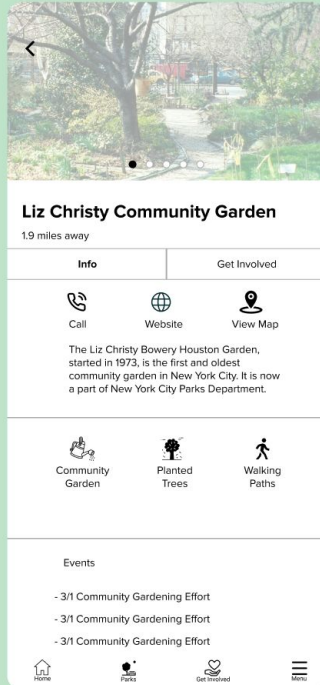 Liz Christy Community Garden
1.9 miles away
Info
Get Involved
Call
Website
View Map
The Liz Christy Bowery Houston Garden,
started in 1973, is the first and oldest
community garden in New York City. It is now
a part of New York City Parks Department.
Community
Garden
Planted
Trees
Walking
Paths
Events
- 3/1 Community Gardening Effort
- 3/1 Community Gardening Effort
- 3/1 Community Gardening Effort
Home
Parks
Get Involved
Menu